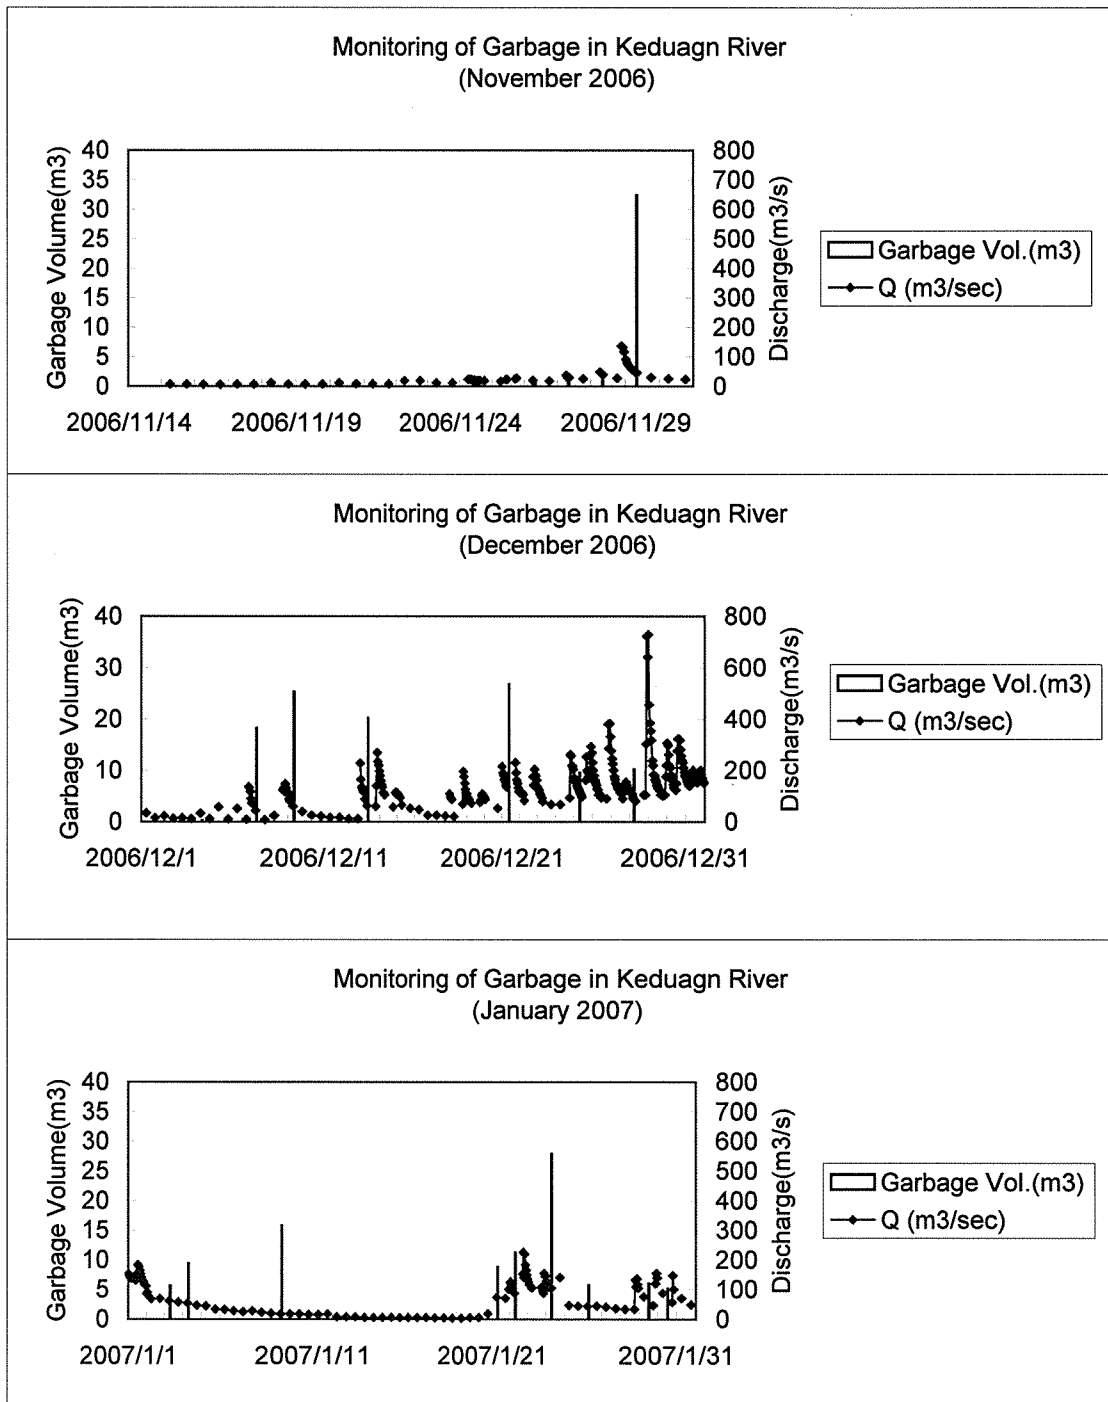 Monitoring of Garbage in Keduagn River
(November 2006)
Garbage Volume(m3)
40
35
30
25
20
15
10
5
0
800
700
600
500
400
300
200
100
0
Discharge(m3/s)
2006/11/14 2006/11/19 2006/11/24 2006/11/29
Garbage Vol.(m3)
Q (m3/sec)
Monitoring of Garbage in Keduagn River
(December 2006)
Garbage Volume(m3)
40
30
20
10
0
800
600
400
200
0
Discharge(m3/s)
2006/12/1 2006/12/11 2006/12/21 2006/12/31
Garbage Vol.(m3)
Q (m3/sec)
Monitoring of Garbage in Keduagn River
(January 2007)
Garbage Volume(m3)
40
35
30
25
20
15
10
5
0
800
700
600
500
400
300
200
100
0
Discharge(m3/s)
2007/1/1 2007/1/11 2007/1/21 2007/1/31
Garbage Vol.(m3)
Q (m3/sec)